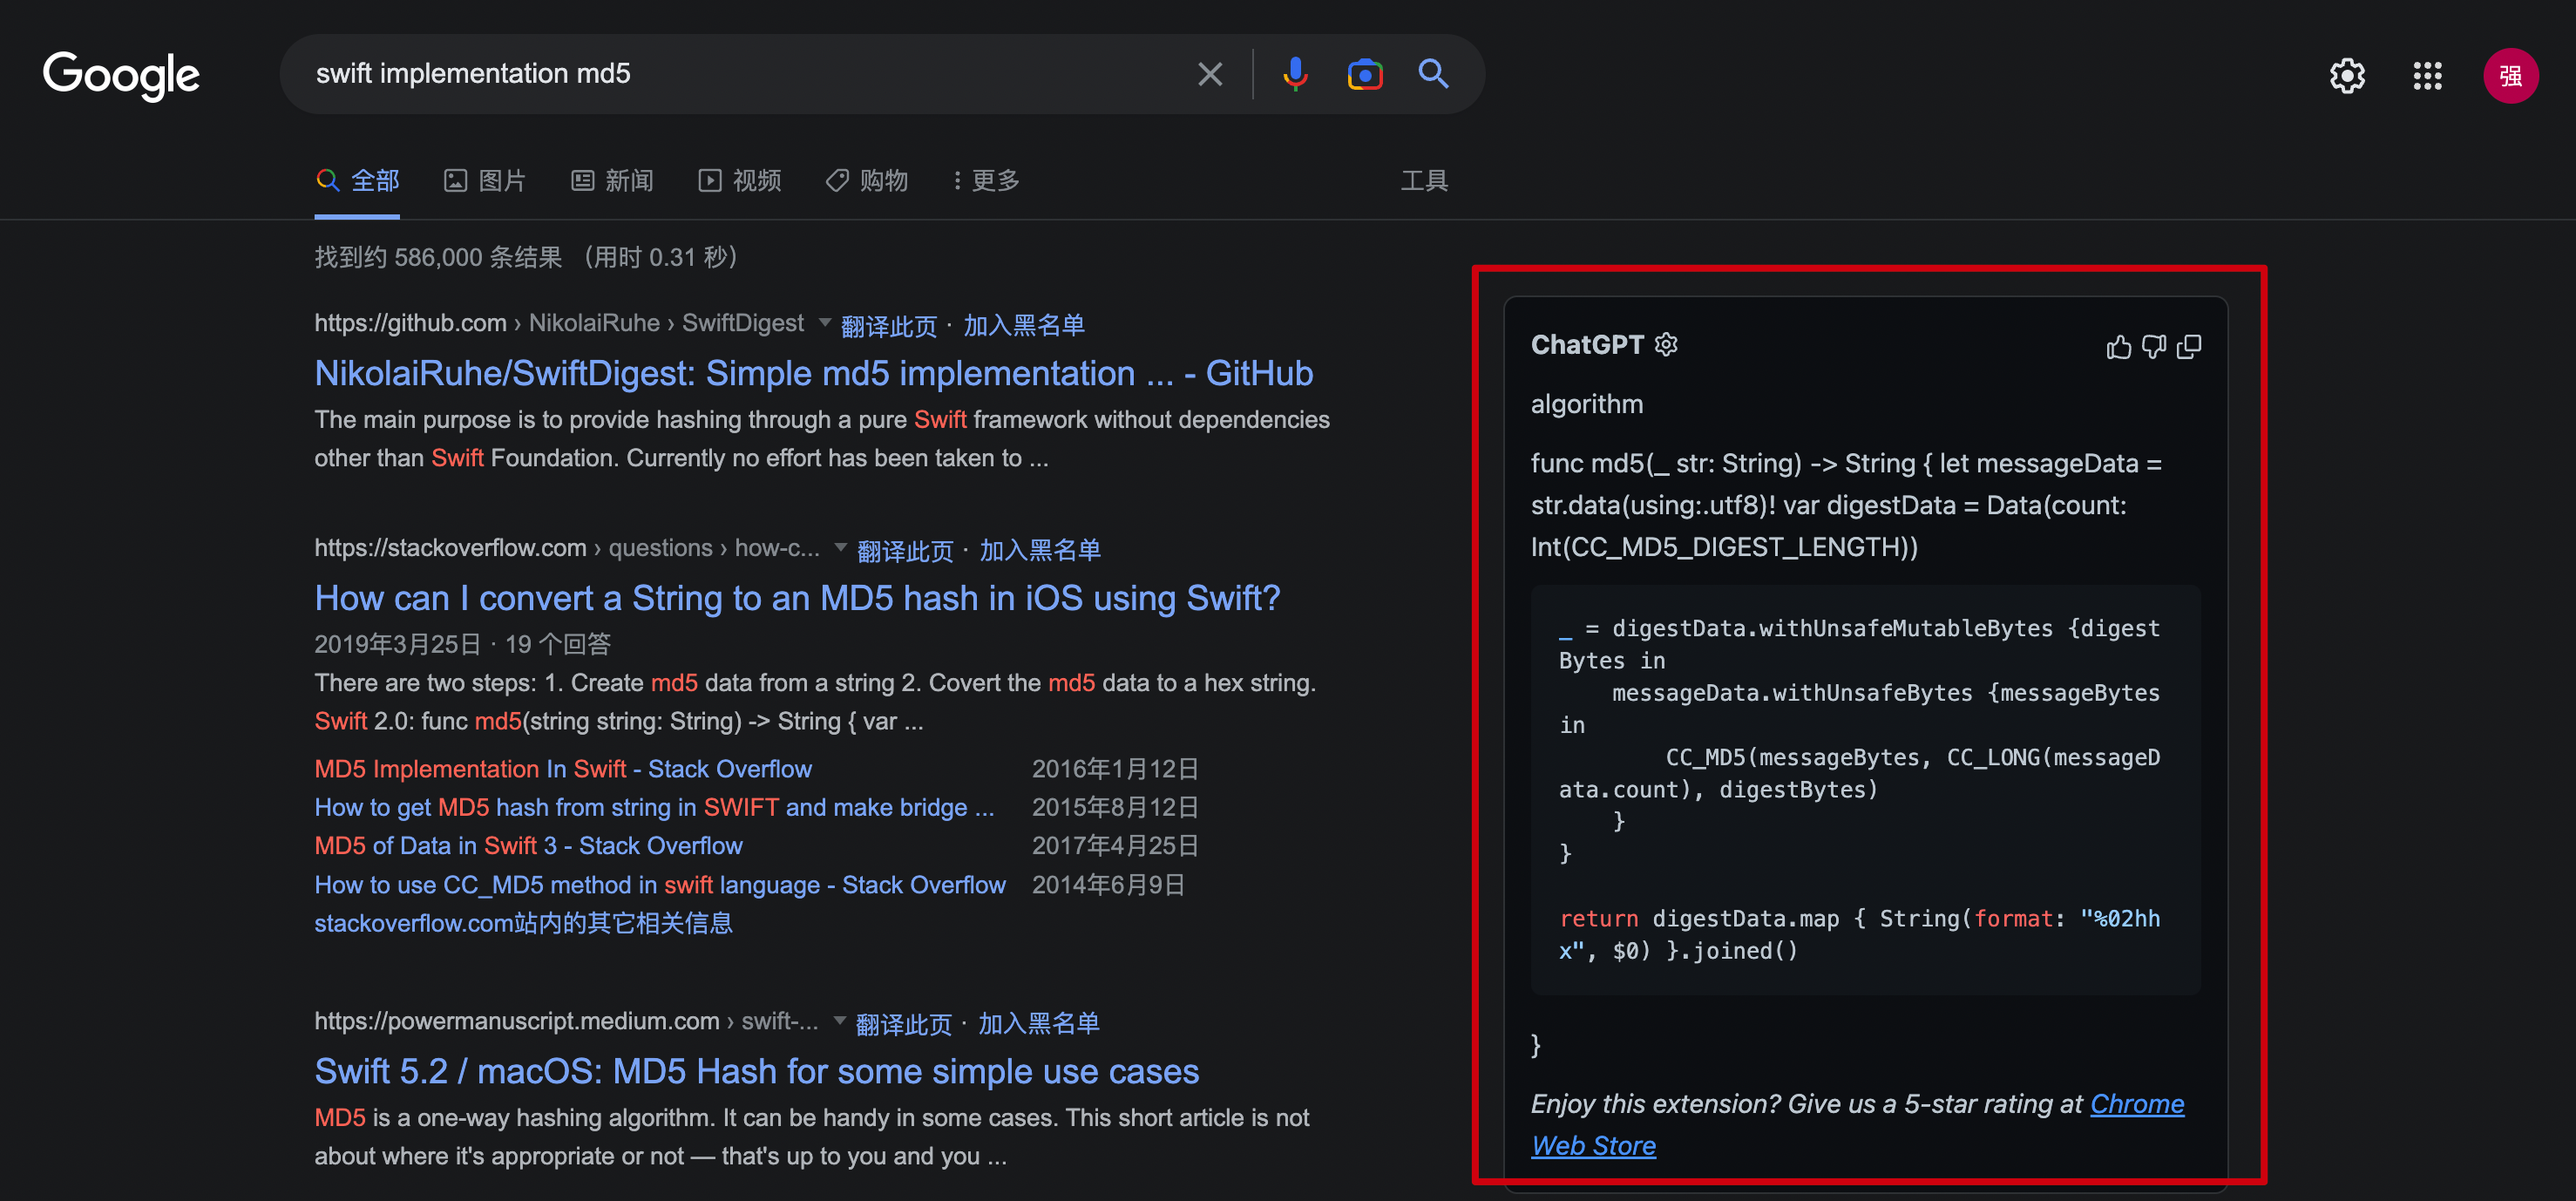 Google
swift implementation md5
强
全部 图片 新闻 视频 购物 更多 工具
找到约 586,000 条结果 （用时 0.31 秒）
https://github.com › NikolaiRuhe › SwiftDigest 翻译此页 · 加入黑名单
NikolaiRuhe/SwiftDigest: Simple md5 implementation ... - GitHub
The main purpose is to provide hashing through a pure Swift framework without dependencies
other than Swift Foundation. Currently no effort has been taken to ...
https://stackoverflow.com › questions › how-c... 翻译此页 · 加入黑名单
How can I convert a String to an MD5 hash in iOS using Swift?
2019年3月25日 · 19 个回答
There are two steps: 1. Create md5 data from a string 2. Covert the md5 data to a hex string.
Swift 2.0: func md5(string string: String) -> String { var ...
MD5 Implementation In Swift - Stack Overflow 2016年1月12日
How to get MD5 hash from string in SWIFT and make bridge ... 2015年8月12日
MD5 of Data in Swift 3 - Stack Overflow 2017年4月25日
How to use CC_MD5 method in swift language - Stack Overflow 2014年6月9日
stackoverflow.com站内的其它相关信息
https://powermanuscript.medium.com › swift-... 翻译此页 · 加入黑名单
Swift 5.2 / macOS: MD5 Hash for some simple use cases
MD5 is a one-way hashing algorithm. It can be handy in some cases. This short article is not
about where it's appropriate or not — that's up to you and you ...
ChatGPT
algorithm
func md5(_ str: String) -> String { let messageData =
str.data(using:.utf8)! var digestData = Data(count:
Int(CC_MD5_DIGEST_LENGTH))
_ = digestData.withUnsafeMutableBytes {digest
Bytes in
messageData.withUnsafeBytes {messageBytes
in
CC_MD5(messageBytes, CC_LONG(messageD
ata.count), digestBytes)
}
}
return digestData.map { String(format: "%02hh
x", $0) }.joined()
}
Enjoy this extension? Give us a 5-star rating at Chrome
Web Store